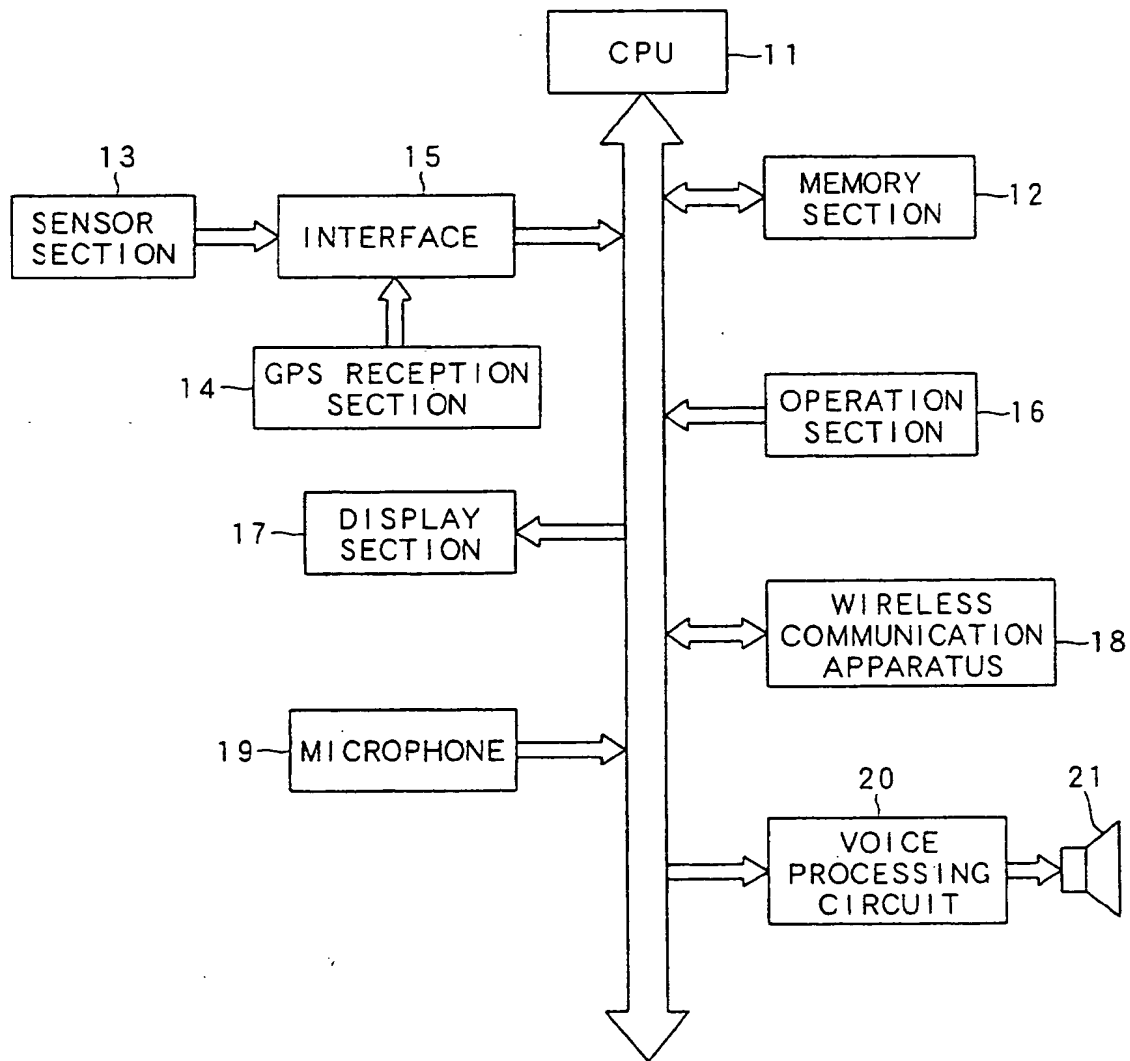 CPU
11
13
SENSOR
SECTION
15
INTERFACE
MEMORY
SECTION
12
14
GPS RECEPTION
SECTION
OPERATION
SECTION
16
17
DISPLAY
SECTION
WIRELESS
COMMUNICATION
APPARATUS
18
19
MICROPHONE
20
VOICE
PROCESSING
CIRCUIT
21